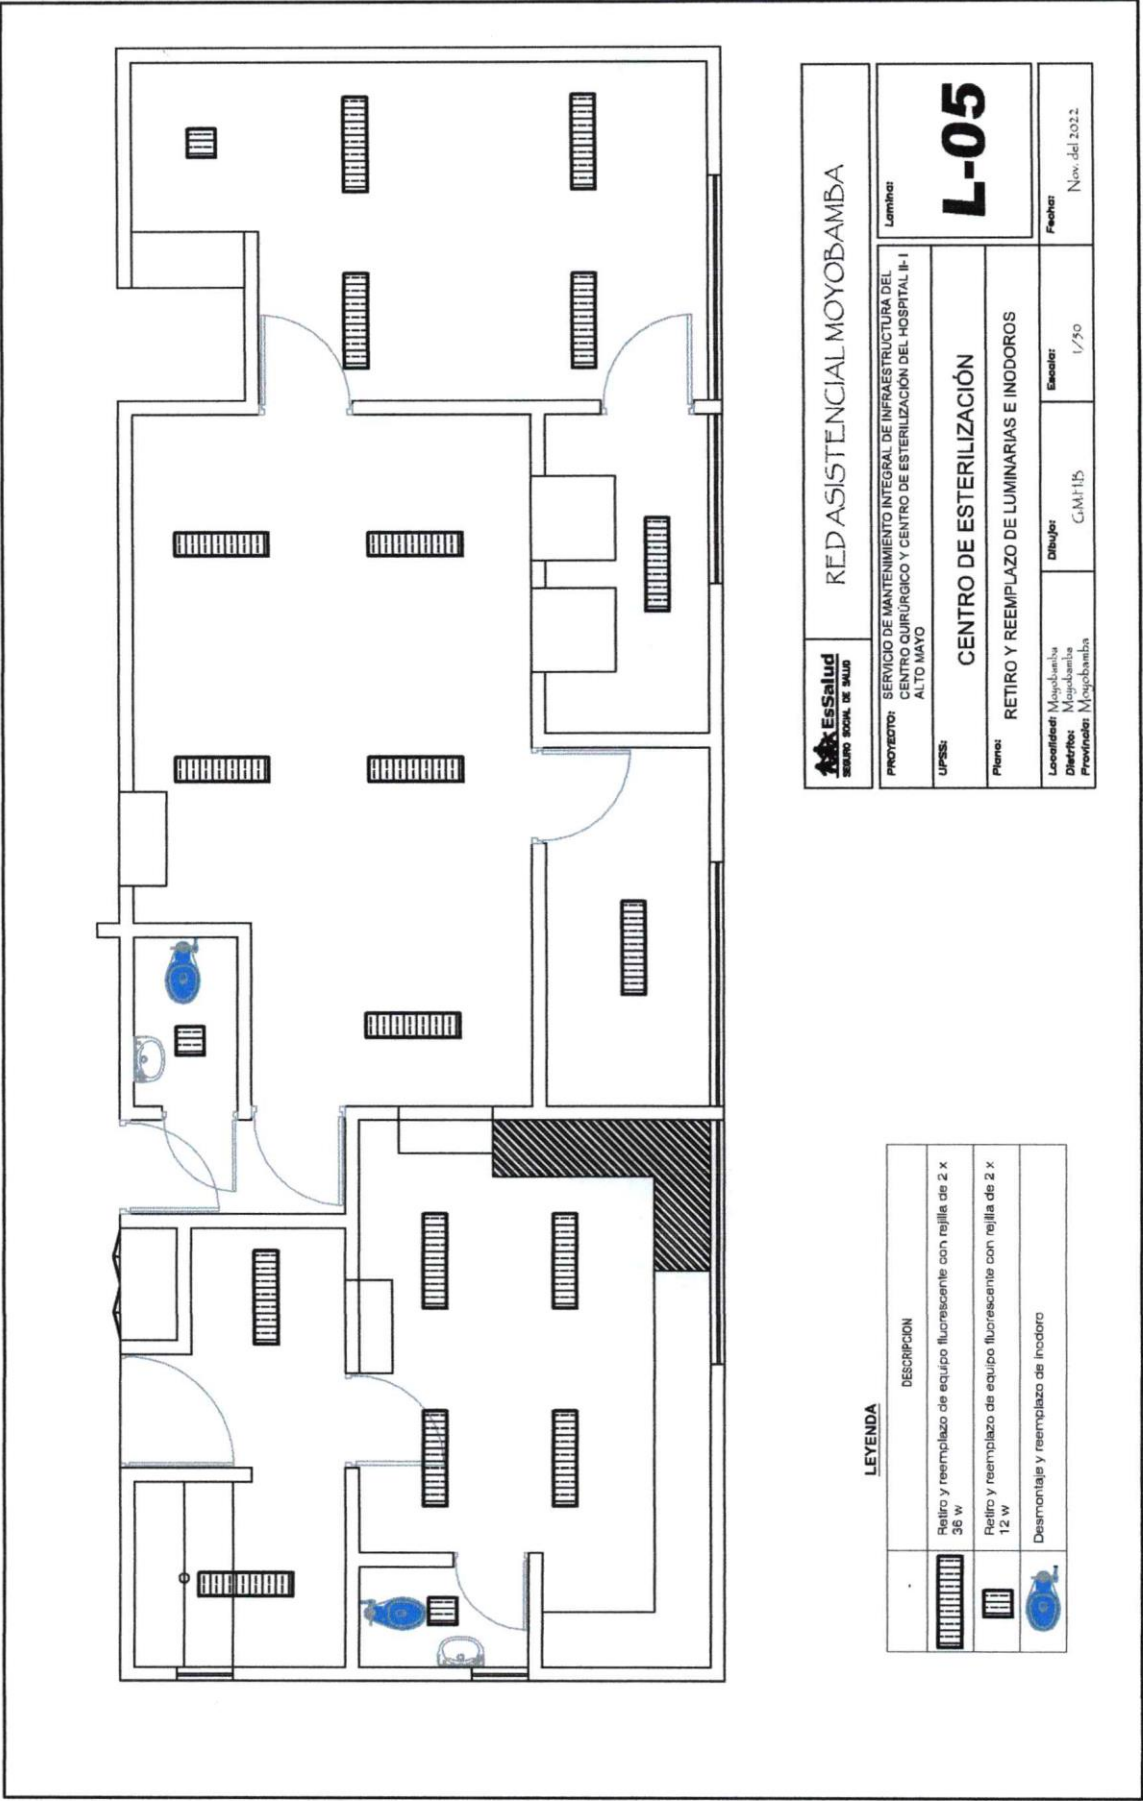 LEYENDA
DESCRIPCION
Retiro y reemplazo de equipo fluorescente con rejilla de 2 x
36 w
Retiro y reemplazo de equipo fluorescente con rejilla de 2 x
12 w
Desmontaje y reemplazo de inodoro
EsSalud
SEGURO SOCIAL DE SALUD
RED ASISTENCIAL MOYOBAMBA
PROYECTO: SERVICIO DE MANTENIMIENTO INTEGRAL DE INFRAESTRUCTURA DEL
CENTRO QUIRÚRGICO Y CENTRO DE ESTERILIZACIÓN DEL HOSPITAL II-I
ALTO MAYO
Lamina:
L-05
UPSS:
CENTRO DE ESTERILIZACIÓN
Plano:
RETIRO Y REEMPLAZO DE LUMINARIAS E INODOROS
Localidad: Moyobamba
Distrito: Moyobamba
Provincia: Moyobamba
Dibujo:
G.M.H.B
Escala:
1/50
Fecha:
Nov. del 2022